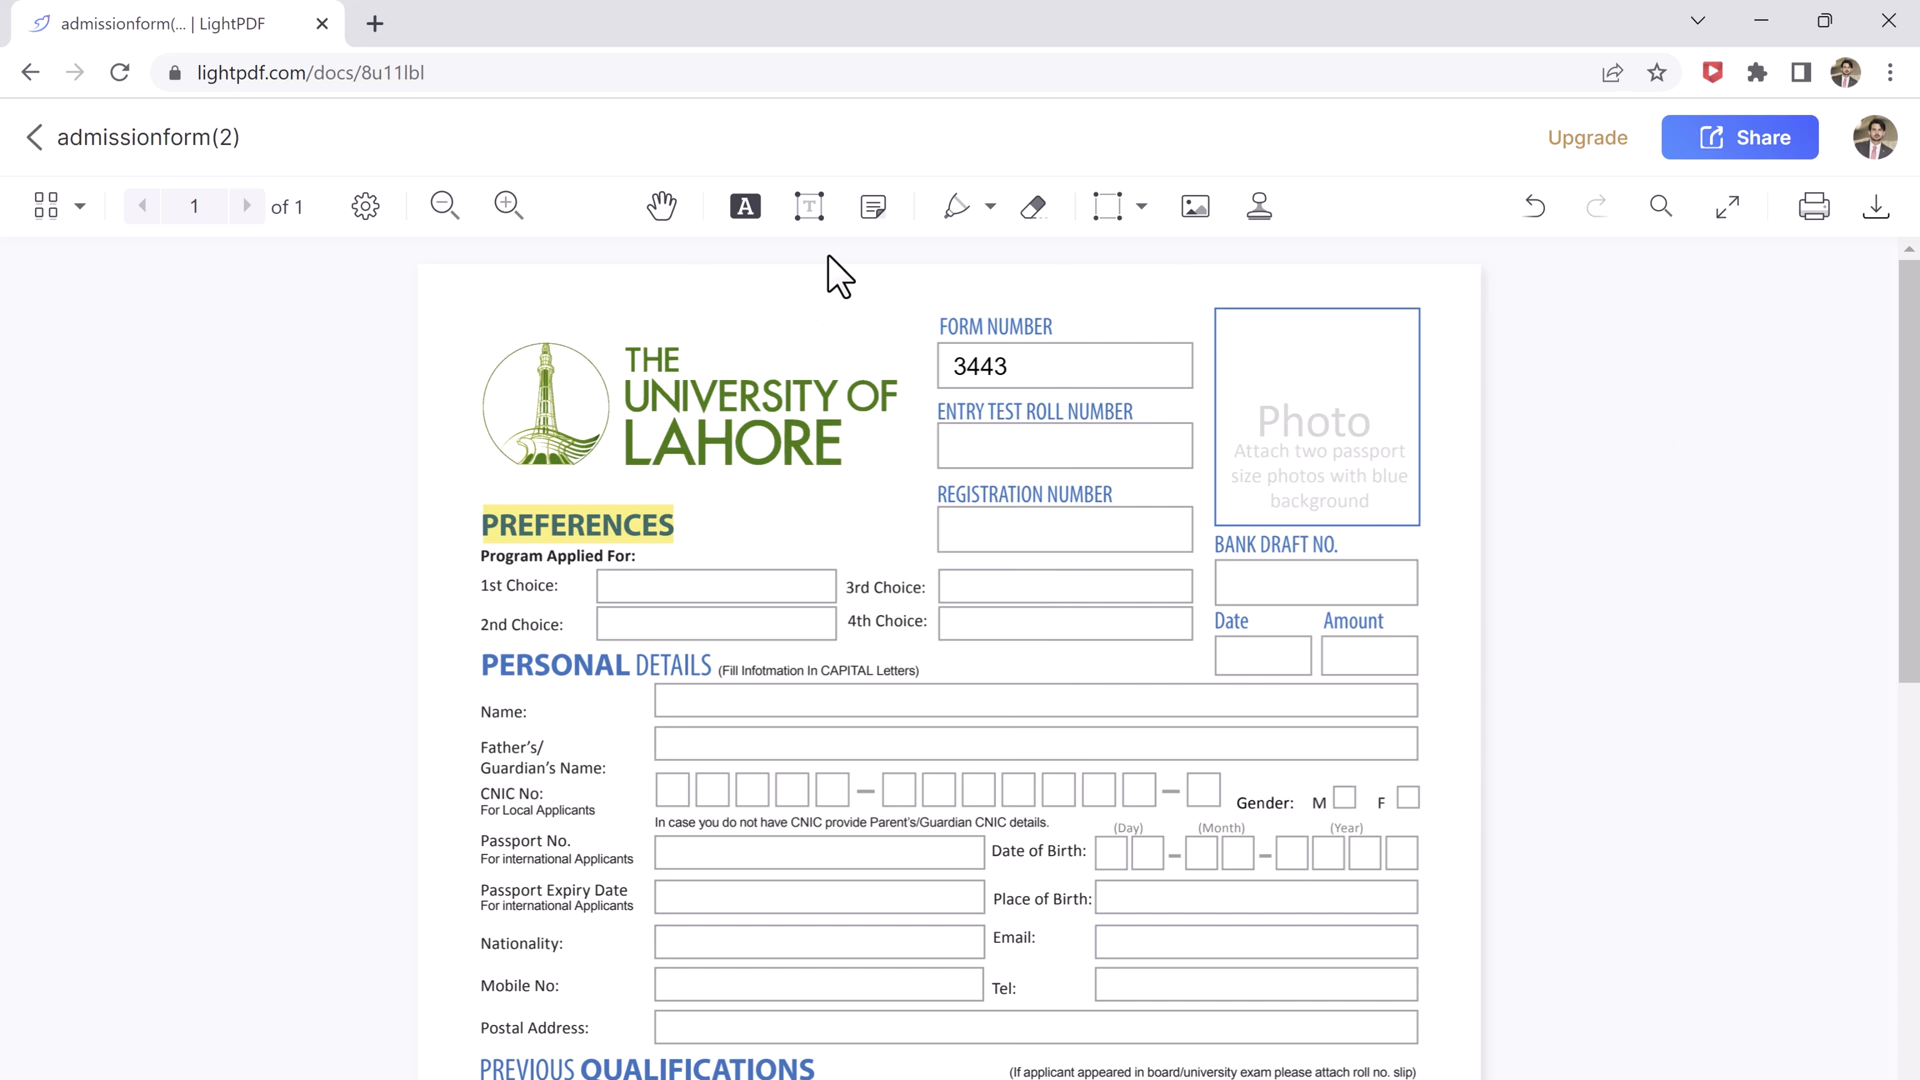 admissionform(... | LightPDF
lightpdf.com/docs/8u11lbl
admissionform(2)
Upgrade
Share
1
of 1
A
T
THE
UNIVERSITY OF
LAHORE
FORM NUMBER
3443
ENTRY TEST ROLL NUMBER
REGISTRATION NUMBER
Photo
Attach two passport
size photos with blue
background
BANK DRAFT NO.
Date
Amount
PREFERENCES
Program Applied For:
1st Choice:
3rd Choice:
2nd Choice:
4th Choice:
PERSONAL DETAILS (Fill Infotmation In CAPITAL Letters)
Name:
Father's/
Guardian's Name:
CNIC No:
For Local Applicants
Gender: M F
In case you do not have CNIC provide Parent's/Guardian CNIC details.
(Day) (Month) (Year)
Passport No.
For international Applicants
Date of Birth:
Passport Expiry Date
For international Applicants
Place of Birth:
Nationality:
Email:
Mobile No:
Tel:
Postal Address:
PREVIOUS QUALIFICATIONS
(If applicant appeared in board/university exam please attach roll no. slip)